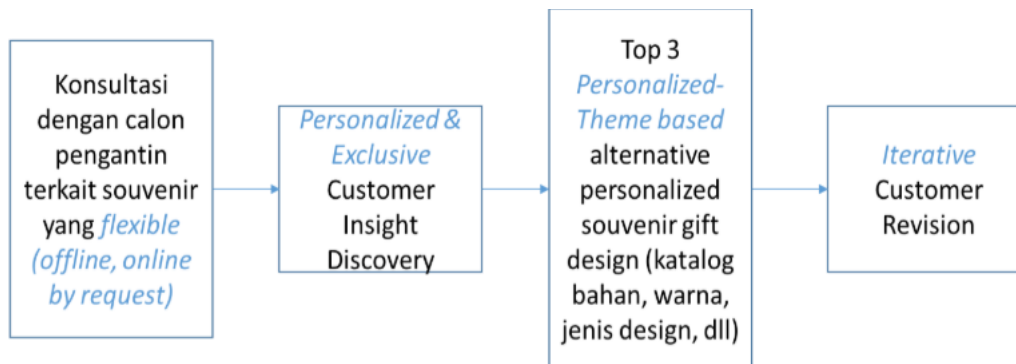 Konsultasi
dengan calon
pengantin
terkait souvenir
yang flexible
(offline, online
by request)
Personalized &
Exclusive
Customer
Insight
Discovery
Top 3
Personalized-
Theme based
alternative
personalized
souvenir gift
design (katalog
bahan, warna,
jenis design, dll)
Iterative
Customer
Revision